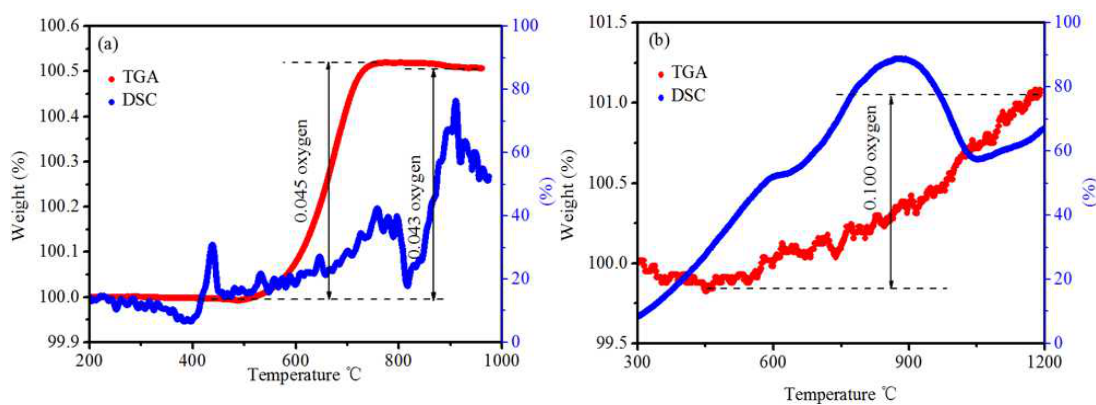 (a)
TGA
DSC
100.6
100.5
100.3
100.2
100.1
100.0
99.9
Weight (%)
0.045 oxygen
0.043 oxygen
100
80
60
40
20
0
(%)
200
400
600
800
1000
Temperature ℃
(b)
TGA
DSC
101.5
101.0
100.5
100.0
99.5
Weight (%)
0.100 oxygen
100
80
60
40
20
0
(%)
300
600
900
1200
Temperature ℃